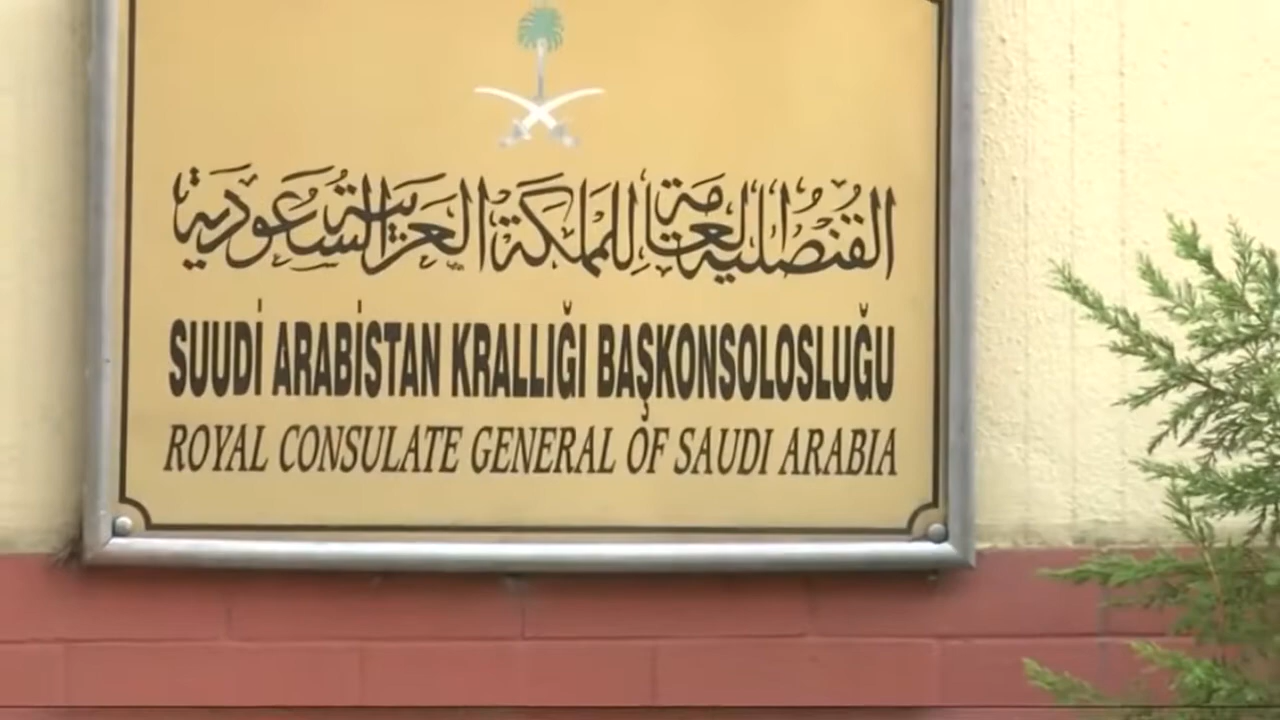 القنصلية العامة للمملكة العربية السعودية
SUUDİ ARABİSTAN KRALLIĞI BAŞKONSOLOSLUĞU
ROYAL CONSULATE GENERAL OF SAUDI ARABIA